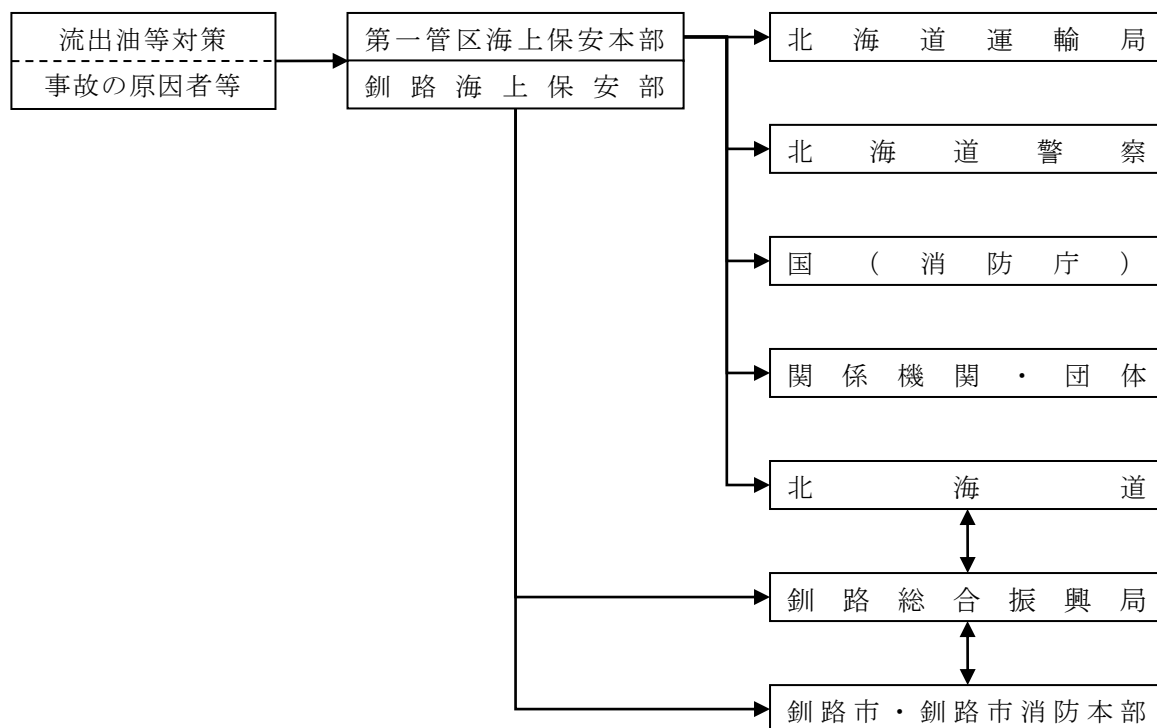 流出油等対策
事故の原因者等
第一管区海上保安本部
釧路海上保安部
北海道運輸局
北海道警察
国(消防庁)
関係機関・団体
北海道
釧路総合振興局
釧路市・釧路市消防本部